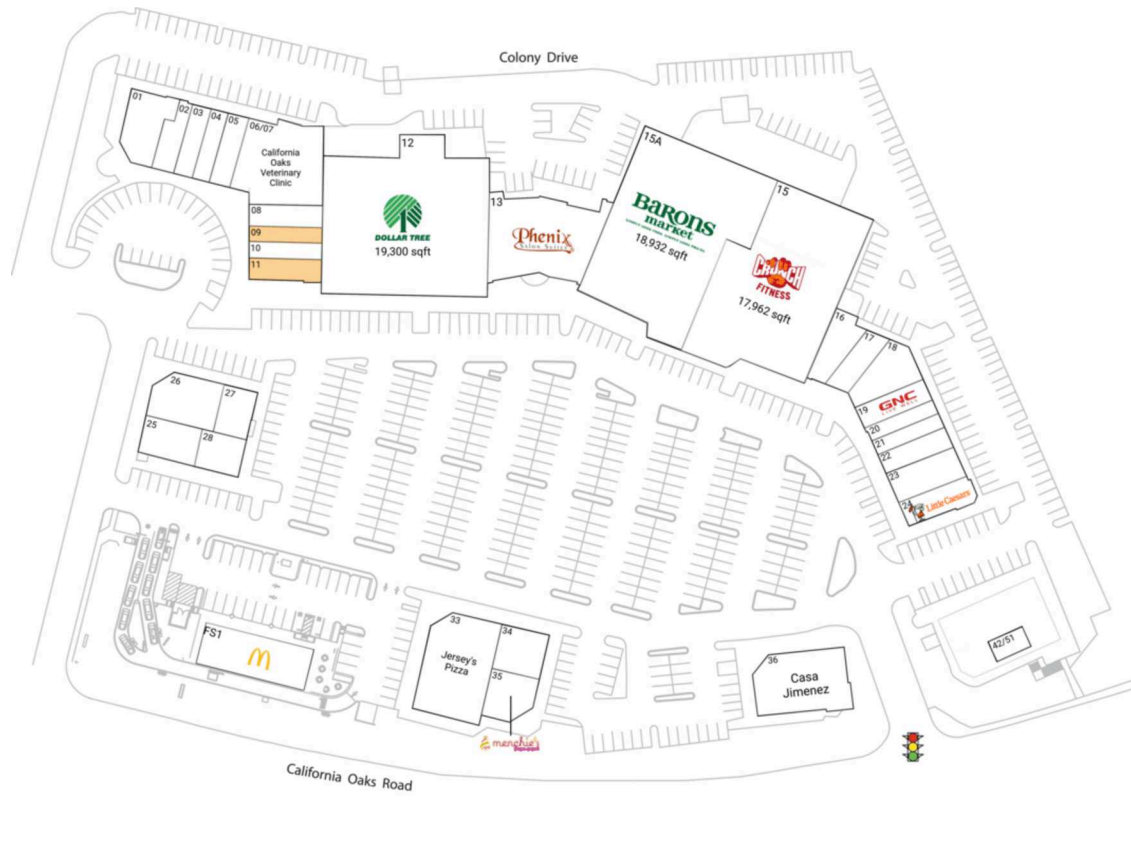 Colony Drive
01
02
03
04
05
06/07
California
Oaks
Veterinary
Clinic
08
09
10
11
12
DOLLAR TREE
19,300 sqft
13
Phenix
Salon Suites
15A
BARONS
market
18,932 sqft
15
CRUNCH
FITNESS
17,962 sqft
16
17
18
19
GNC
LIVE WELL
20
21
22
23
24
Little Caesars
26
27
25
28
FS1
33
34
Jersey's
Pizza
35
menchie's
36
Casa
Jimenez
42/51
California Oaks Road